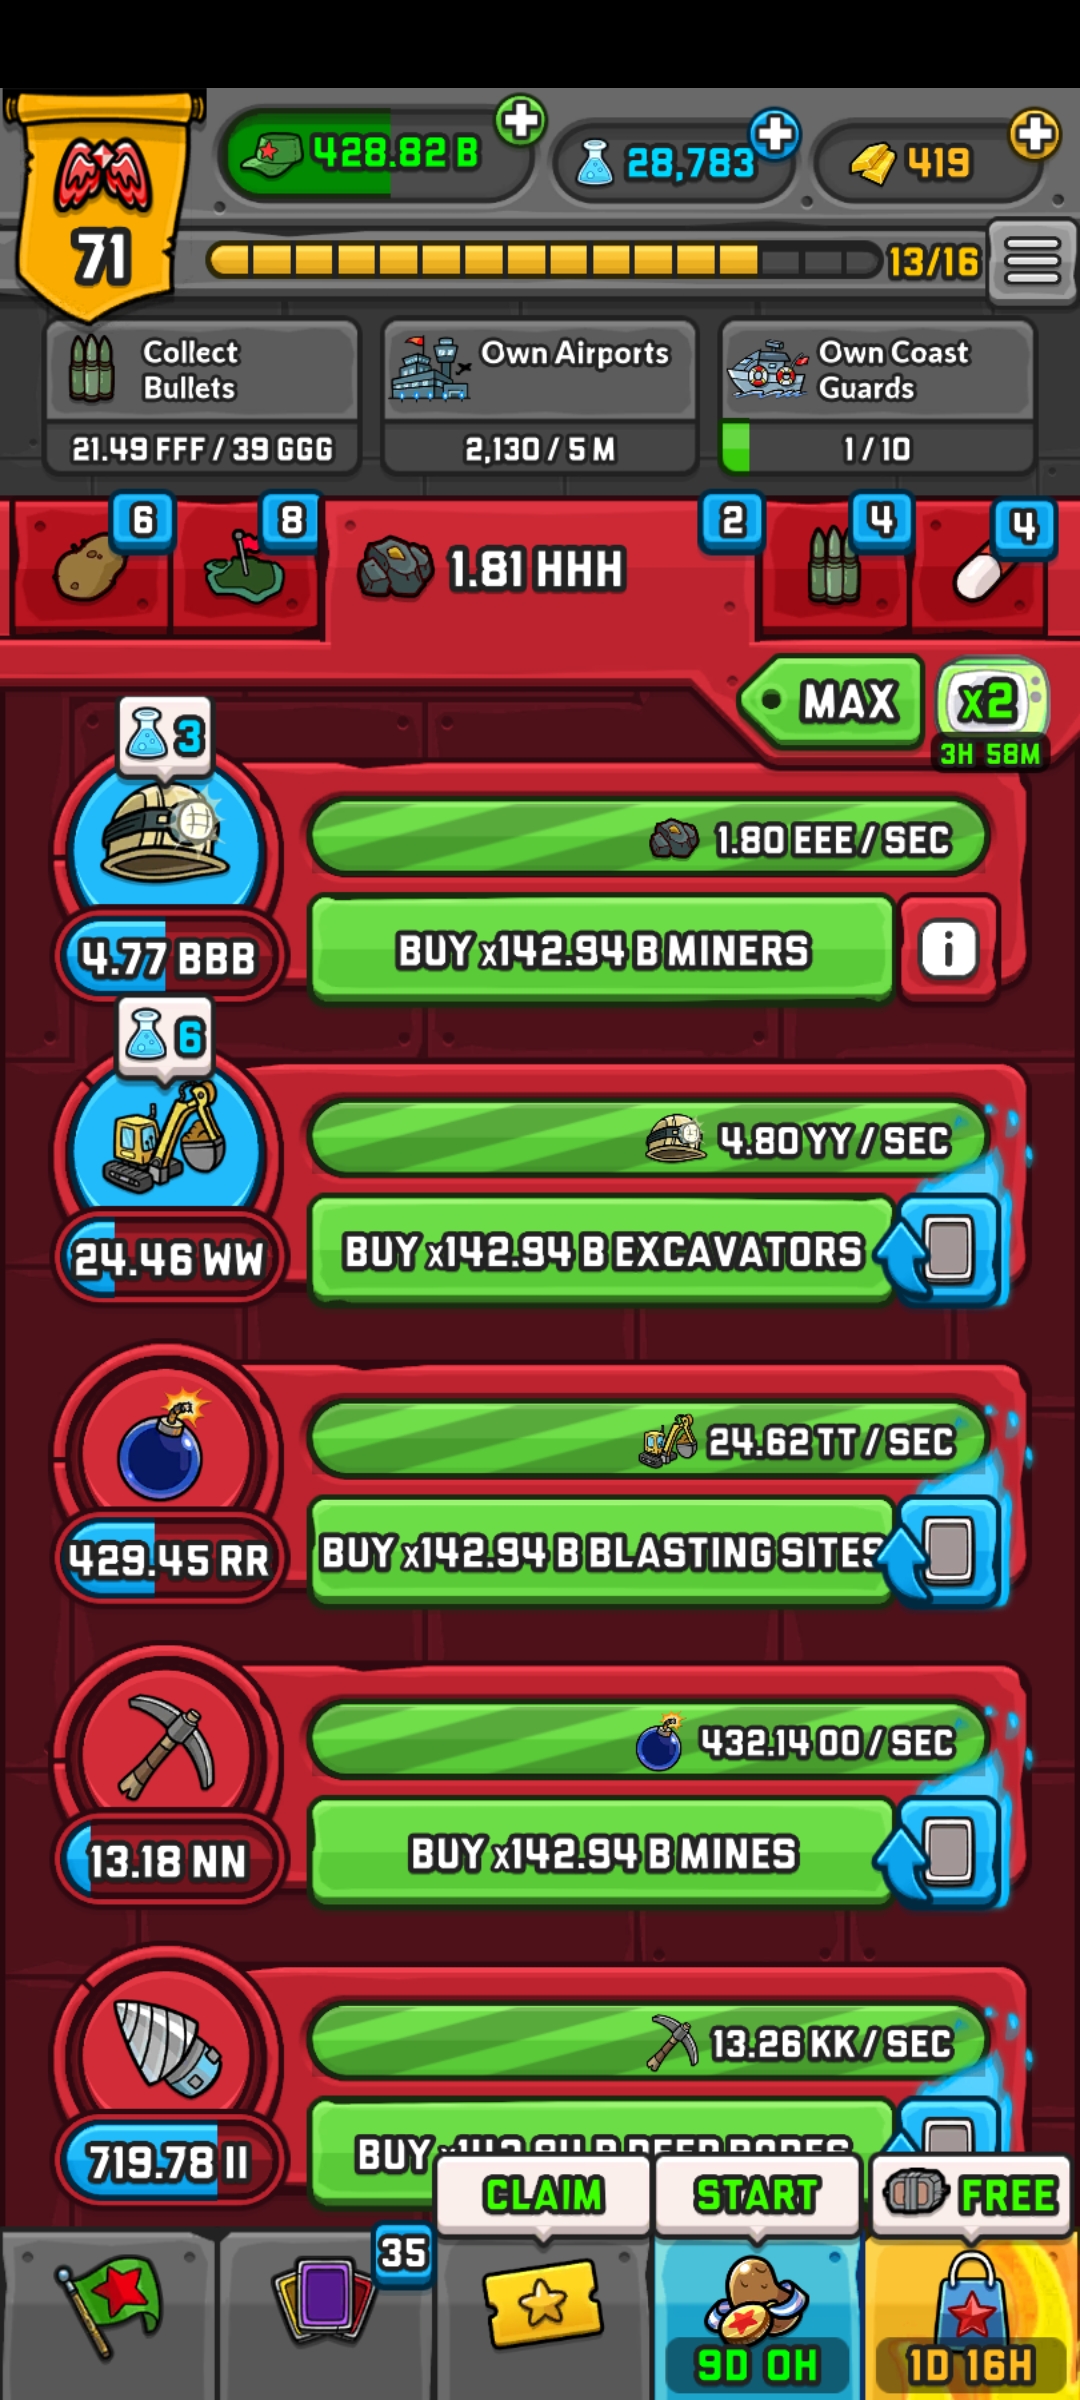 71
428.82 B
28,783
419
13/16
Collect
Bullets
21.49 FFF / 39 GGG
Own Airports
2,130 / 5 M
Own Coast
Guards
1 / 10
6
8
1.81 HHH
2
4
4
MAX
x2
3H 58M
3
1.80 EEE / SEC
4.77 BBB
BUY x142.94 B MINERS
i
6
4.80 YY / SEC
24.46 WW
BUY x142.94 B EXCAVATORS
24.62 TT / SEC
429.45 RR
BUY x142.94 B BLASTING SITES
432.14 OO / SEC
13.18 NN
BUY x142.94 B MINES
13.26 KK / SEC
719.78 II
BUY x142.94 B DEEP BORES
CLAIM
START
FREE
35
9D 0H
1D 16H